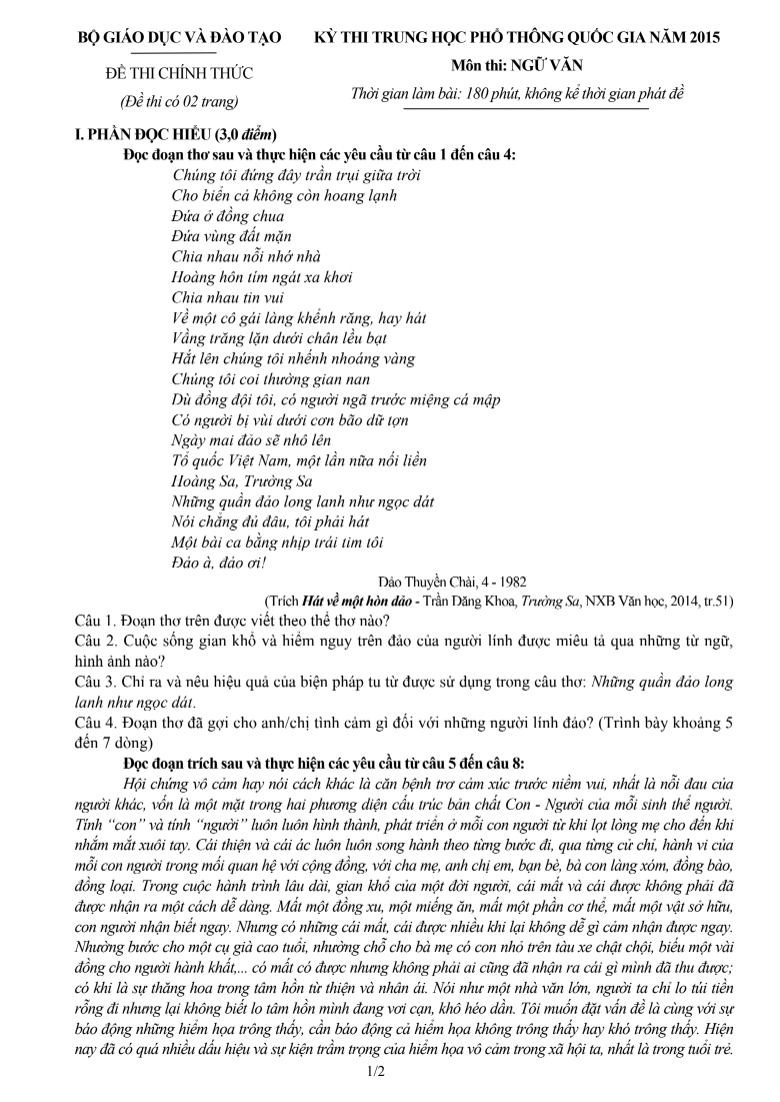 BỘ GIÁO DỤC VÀ ĐÀO TẠO
KỲ THI TRUNG HỌC PHỔ THÔNG QUỐC GIA NĂM 2015
ĐỀ THI CHÍNH THỨC
Môn thi: NGỮ VĂN
(Đề thi có 02 trang)
Thời gian làm bài: 180 phút, không kể thời gian phát đề
I. PHẦN ĐỌC HIỂU (3,0 điểm)
Đọc đoạn thơ sau và thực hiện các yêu cầu từ câu 1 đến câu 4:
Chúng tôi đứng đây trần trụi giữa trời
Cho biển cả không còn hoang lạnh
Đứa ở đồng chua
Đứa vùng đất mặn
Chia nhau nỗi nhớ nhà
Hoàng hôn tím ngát xa khơi
Chia nhau tin vui
Về một cô gái làng khểnh răng, hay hát
Vầng trăng lặn dưới chân lều bạt
Hắt lên chúng tôi nhếnh nhoáng vàng
Chúng tôi coi thường gian nan
Dù đồng đội tôi, có người ngã trước miệng cá mập
Có người bị vùi dưới cơn bão dữ tợn
Ngày mai đảo sẽ nhô lên
Tổ quốc Việt Nam, một lần nữa nối liền
Hoàng Sa, Trường Sa
Những quần đảo long lanh như ngọc dát
Nói chẳng đủ đâu, tôi phải hát
Một bài ca bằng nhịp trái tim tôi
Đảo à, đảo ơi!
Đảo Thuyền Chài, 4 - 1982
(Trích Hát về một hòn đảo - Trần Đăng Khoa, Trường Sa, NXB Văn học, 2014, tr.51)
Câu 1. Đoạn thơ trên được viết theo thể thơ nào?
Câu 2. Cuộc sống gian khổ và hiểm nguy trên đảo của người lính được miêu tả qua những từ ngữ,
hình ảnh nào?
Câu 3. Chỉ ra và nêu hiệu quả của biện pháp tu từ được sử dụng trong câu thơ: Những quần đảo long
lanh như ngọc dát.
Câu 4. Đoạn thơ đã gợi cho anh/chị tình cảm gì đối với những người lính đảo? (Trình bày khoảng 5
đến 7 dòng)
Đọc đoạn trích sau và thực hiện các yêu cầu từ câu 5 đến câu 8:
Hội chứng vô cảm hay nói cách khác là căn bệnh trơ cảm xúc trước niềm vui, nhất là nỗi đau của
người khác, vốn là một mặt trong hai phương diện cấu trúc bản chất Con - Người của mỗi sinh thể người.
Tính “con” và tính “người” luôn luôn hình thành, phát triển ở mỗi con người từ khi lọt lòng mẹ cho đến khi
nhắm mắt xuôi tay. Cái thiện và cái ác luôn luôn song hành theo từng bước đi, qua từng cử chỉ, hành vi của
mỗi con người trong mối quan hệ với cộng đồng, với cha mẹ, anh chị em, bạn bè, bà con làng xóm, đồng bào,
đồng loại. Trong cuộc hành trình lâu dài, gian khổ của một đời người, cái mất và cái được không phải đã
được nhận ra một cách dễ dàng. Mất một đồng xu, một miếng ăn, mất một phần cơ thể, mất một vật sở hữu,
con người nhận biết ngay. Nhưng có những cái mất, cái được nhiều khi lại không dễ gì cảm nhận được ngay.
Nhường bước cho một cụ già cao tuổi, nhường chỗ cho bà mẹ có con nhỏ trên tàu xe chật chội, biếu một vài
đồng cho người hành khất,... có mất có được nhưng không phải ai cũng đã nhận ra cái gì mình đã thu được;
có khi là sự thăng hoa trong tâm hồn từ thiện và nhân ái. Nói như một nhà văn lớn, người ta chỉ lo túi tiền
rỗng đi nhưng lại không biết lo tâm hồn mình đang vơi cạn, khô héo dần. Tôi muốn đặt vấn đề là cùng với sự
báo động những hiểm họa trông thấy, cần báo động cả hiểm họa không trông thấy hay khó trông thấy. Hiện
nay đã có quá nhiều dấu hiệu và sự kiện trầm trọng của hiểm họa vô cảm trong xã hội ta, nhất là trong tuổi trẻ.
1/2